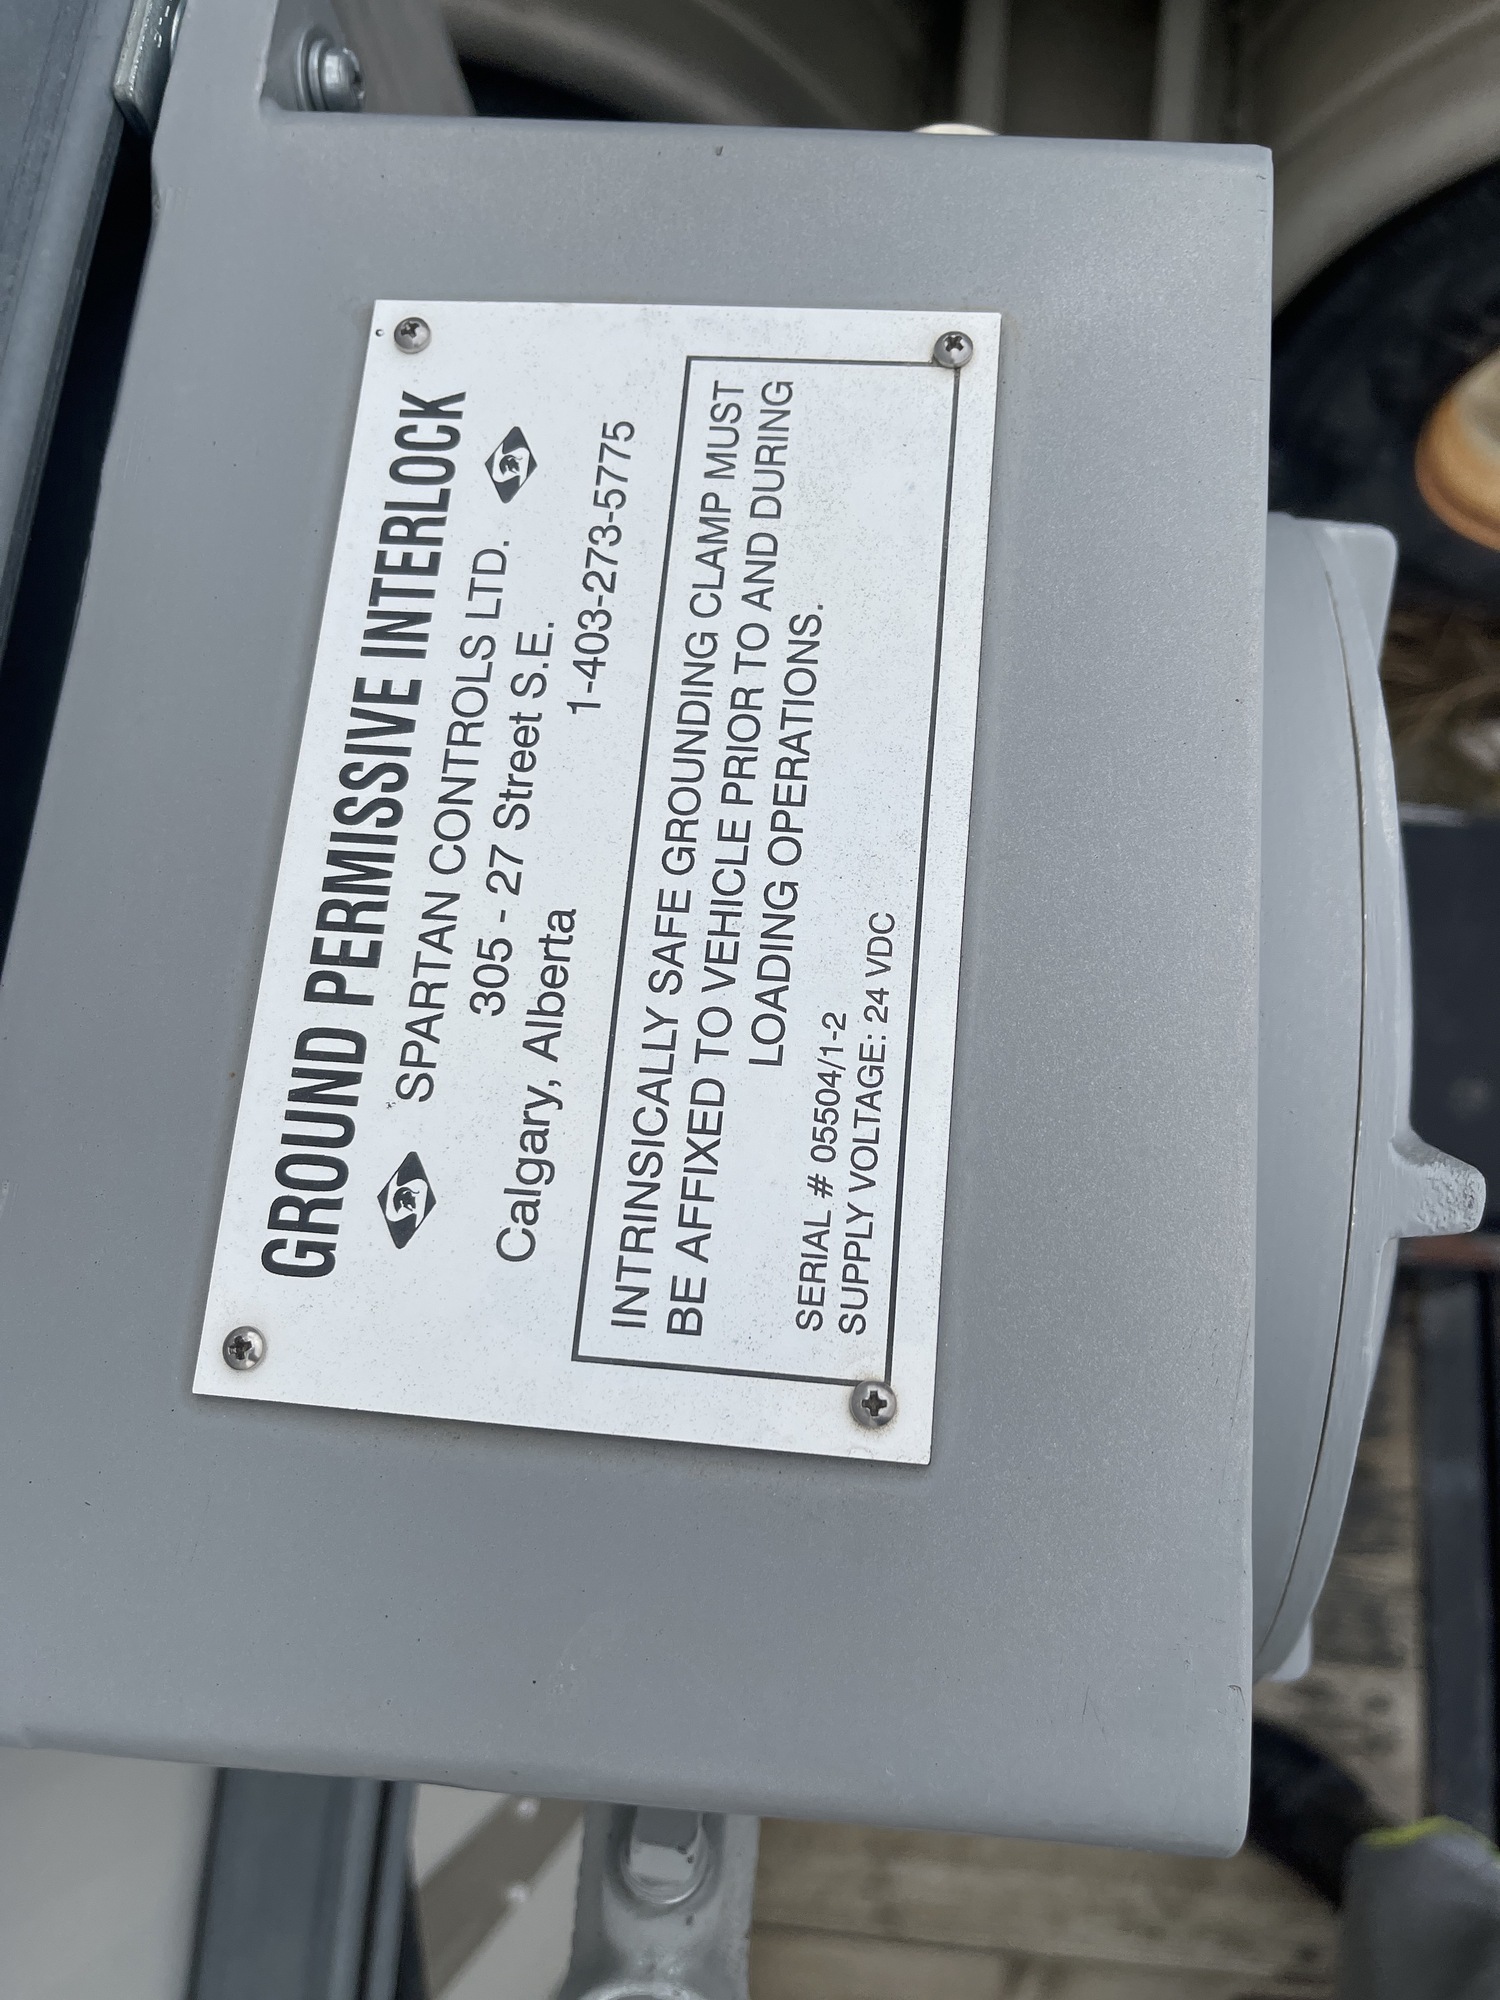 GROUND PERMISSIVE INTERLOCK
SPARTAN CONTROLS LTD.
305 - 27 Street S.E.
Calgary, Alberta 1-403-273-5775
INTRINSICALLY SAFE GROUNDING CLAMP MUST
BE AFFIXED TO VEHICLE PRIOR TO AND DURING
LOADING OPERATIONS.
SERIAL # 05504/1-2
SUPPLY VOLTAGE: 24 VDC